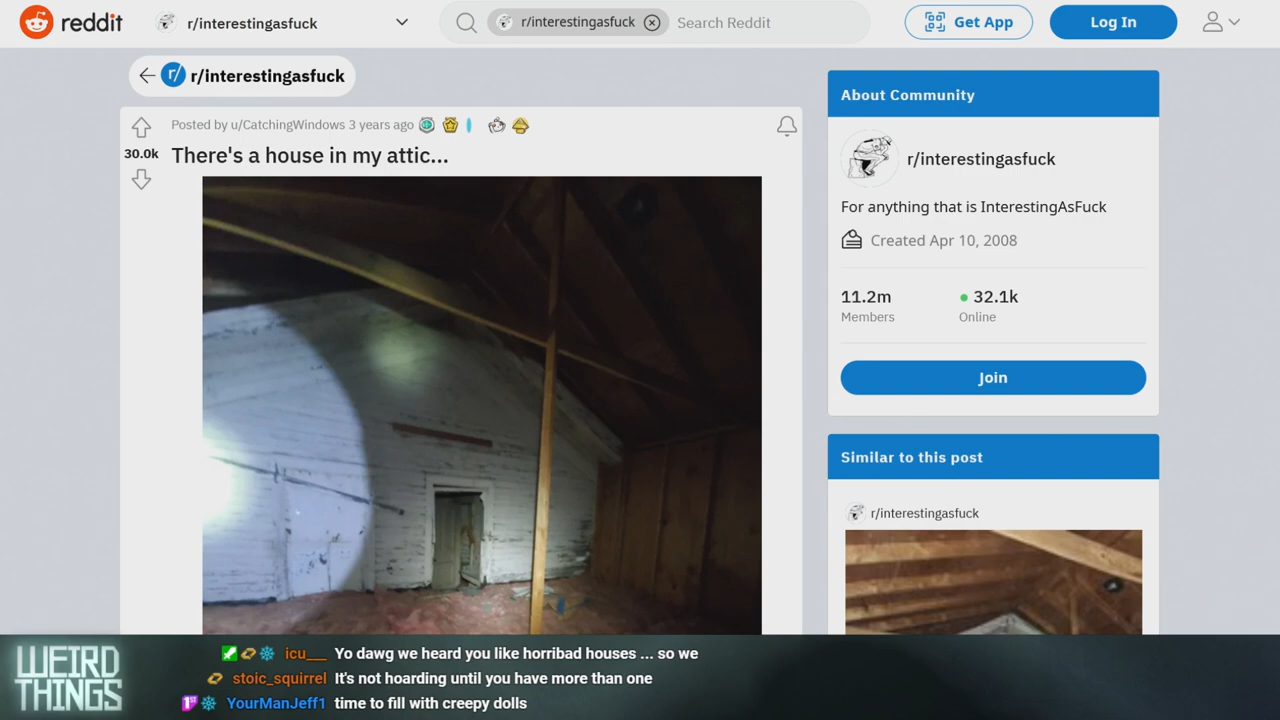 reddit
r/interestingasfuck
r/interestingasfuck
Search Reddit
Get App
Log In
r/ r/interestingasfuck
Posted by u/CatchingWindows 3 years ago
30.0k
There's a house in my attic...
About Community
r/interestingasfuck
For anything that is InterestingAsFuck
Created Apr 10, 2008
11.2m
32.1k
Members
Online
Join
Similar to this post
r/interestingasfuck
WEIRD
THINGS
icu___ Yo dawg we heard you like horribad houses ... so we
stoic_squirrel It's not hoarding until you have more than one
YourManJeff1 time to fill with creepy dolls